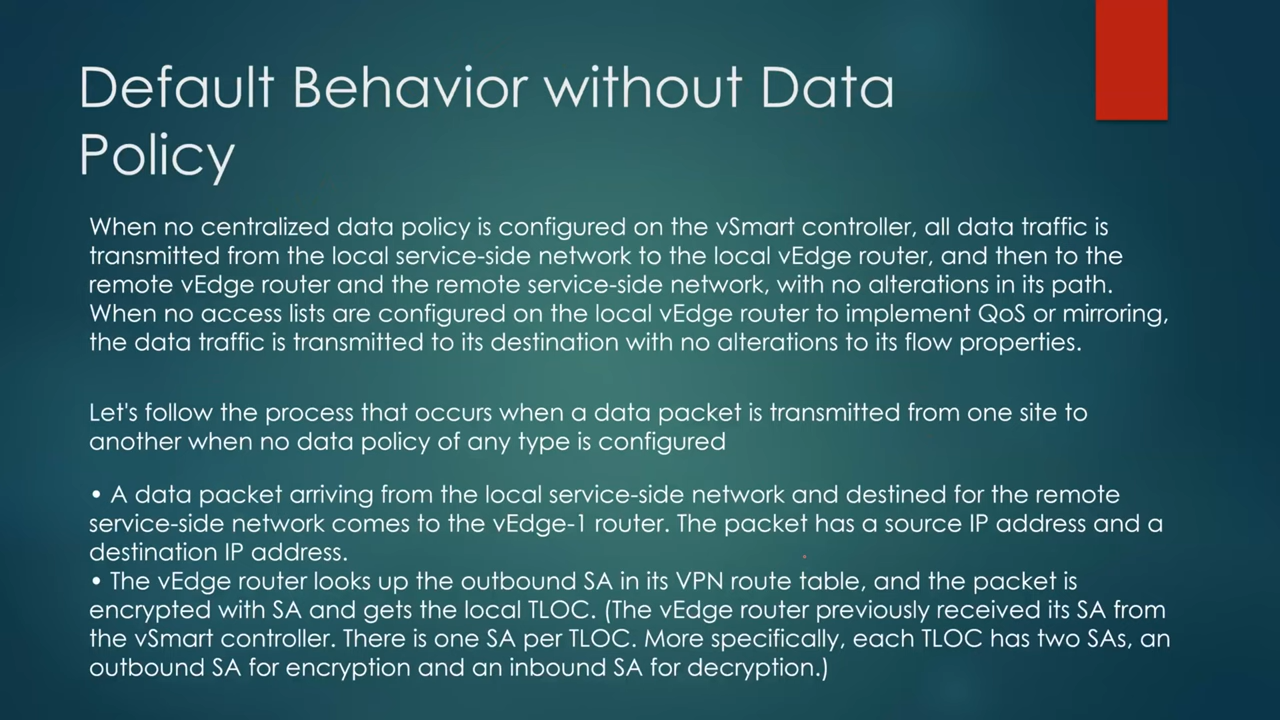 Default Behavior without Data
Policy
When no centralized data policy is configured on the vSmart controller, all data traffic is
transmitted from the local service-side network to the local vEdge router, and then to the
remote vEdge router and the remote service-side network, with no alterations in its path.
When no access lists are configured on the local vEdge router to implement QoS or mirroring,
the data traffic is transmitted to its destination with no alterations to its flow properties.
Let's follow the process that occurs when a data packet is transmitted from one site to
another when no data policy of any type is configured
• A data packet arriving from the local service-side network and destined for the remote
service-side network comes to the vEdge-1 router. The packet has a source IP address and a
destination IP address.
• The vEdge router looks up the outbound SA in its VPN route table, and the packet is
encrypted with SA and gets the local TLOC. (The vEdge router previously received its SA from
the vSmart controller. There is one SA per TLOC. More specifically, each TLOC has two SAs, an
outbound SA for encryption and an inbound SA for decryption.)